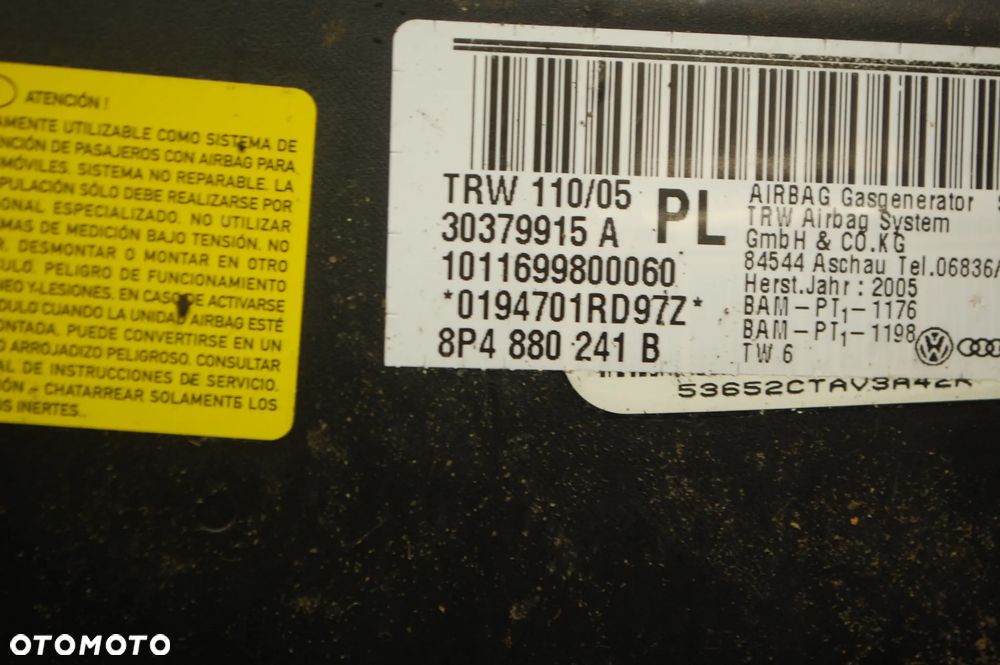 ATENCIÓN !
AMENTE UTILIZABLE COMO SISTEMA DE
NCIÓN DE PASAJEROS CON AIRBAG PARA
MÓVILES. SISTEMA NO REPARABLE. LA
PULACIÓN SÓLO DEBE REALIZARSE POR
ONAL ESPECIALIZADO. NO UTILIZAR
MAS DE MEDICIÓN BAJO TENSIÓN. NO
R, DESMONTAR O MONTAR EN OTRO
CULO. PELIGRO DE FUNCIONAMIENTO
NEO Y-LESIONES. EN CASO DE ACTIVARSE
ÓDULO CUANDO LA UNIDAD AIRBAG ESTÉ
ONTADA, PUEDE CONVERTIRSE EN UN
O ARROJADIZO PELIGROSO. CONSULTAR
AL DE INSTRUCCIONES DE SERVICIO.
IÓN - CHATARREAR SOLAMENTE LOS
OS INERTES..
TRW 110/05
30379915 A
PL
1011699800060
*0194701RD97Z*
8P4 880 241 B
AIRBAG Gasgenerator
TRW Airbag System
GmbH & CO.KG
84544 Aschau Tel.06836/
Herst.Jahr : 2005
BAM-PT1-1176
BAM-PT1-1198
TW 6
53652CTAV3A42K
OTOMOTO